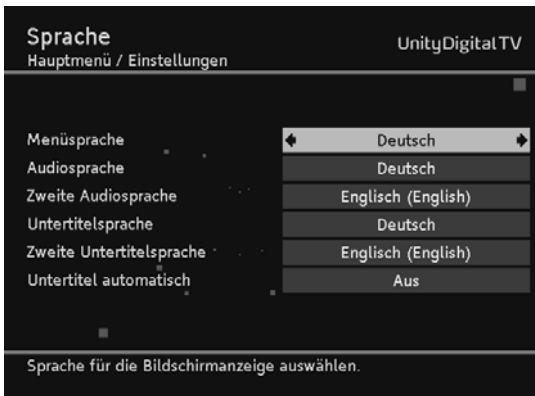 Sprache
UnityDigitalTV
Hauptmenü / Einstellungen
Menüsprache Deutsch
Audiosprache Deutsch
Zweite Audiosprache Englisch (English)
Untertitelsprache Deutsch
Zweite Untertitelsprache Englisch (English)
Untertitel automatisch Aus
Sprache für die Bildschirmanzeige auswählen.